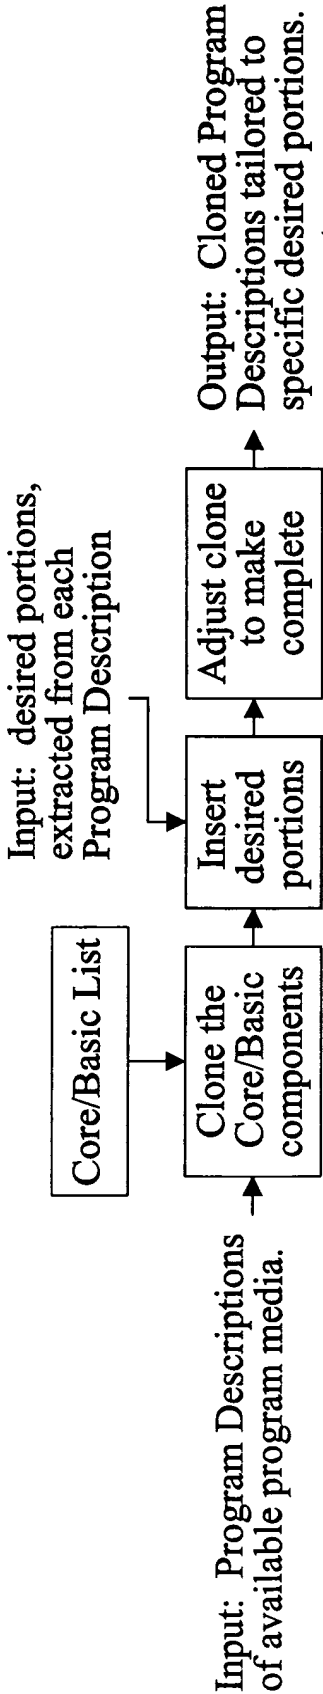 Input: Program Descriptions
of available program media.
Core/Basic List
Clone the
Core/Basic
components
Input: desired portions,
extracted from each
Program Description
Insert
desired
portions
Adjust clone
to make
complete
Output: Cloned Program
Descriptions tailored to
specific desired portions.